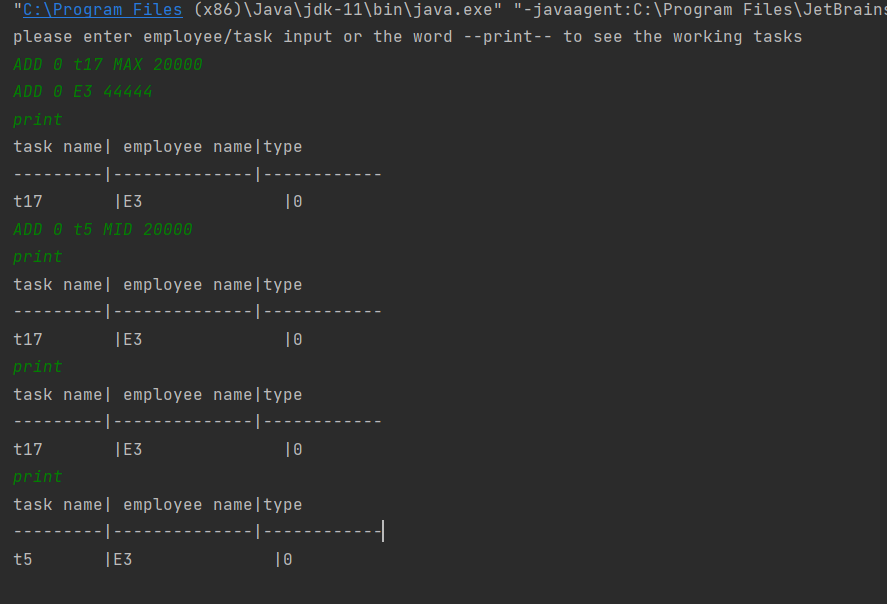 "C:\Program Files (x86)\Java\jdk-11\bin\java.exe" "-javaagent:C:\Program Files\JetBrains
please enter employee/task input or the word --print-- to see the working tasks
ADD 0 t17 MAX 20000
ADD 0 E3 44444
print
task name| employee name|type
---------|--------------|------------
t17       |E3              |0
ADD 0 t5 MID 20000
print
task name| employee name|type
---------|--------------|------------
t17       |E3              |0
print
task name| employee name|type
---------|--------------|------------
t17       |E3              |0
print
task name| employee name|type
---------|--------------|------------
t5       |E3              |0